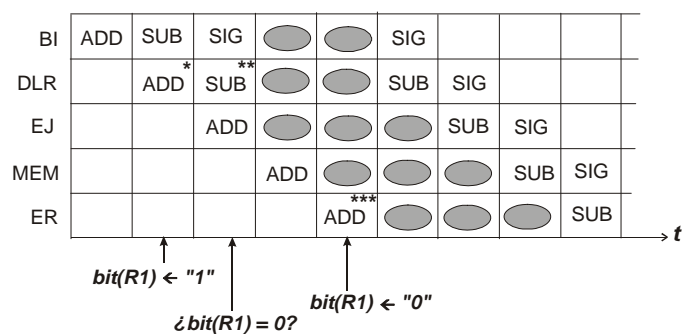 BI ADD SUB SIG SIG
DLR ADD* SUB** SUB SIG
EJ ADD SUB SIG
MEM ADD SUB SIG
ER ADD*** SUB
t
bit(R1) ← "1"
bit(R1) ← "0"
¿bit(R1) = 0?